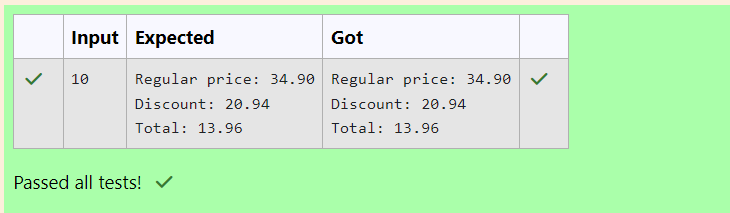 Input Expected Got
10 Regular price: 34.90 Regular price: 34.90
Discount: 20.94 Discount: 20.94
Total: 13.96 Total: 13.96
Passed all tests!